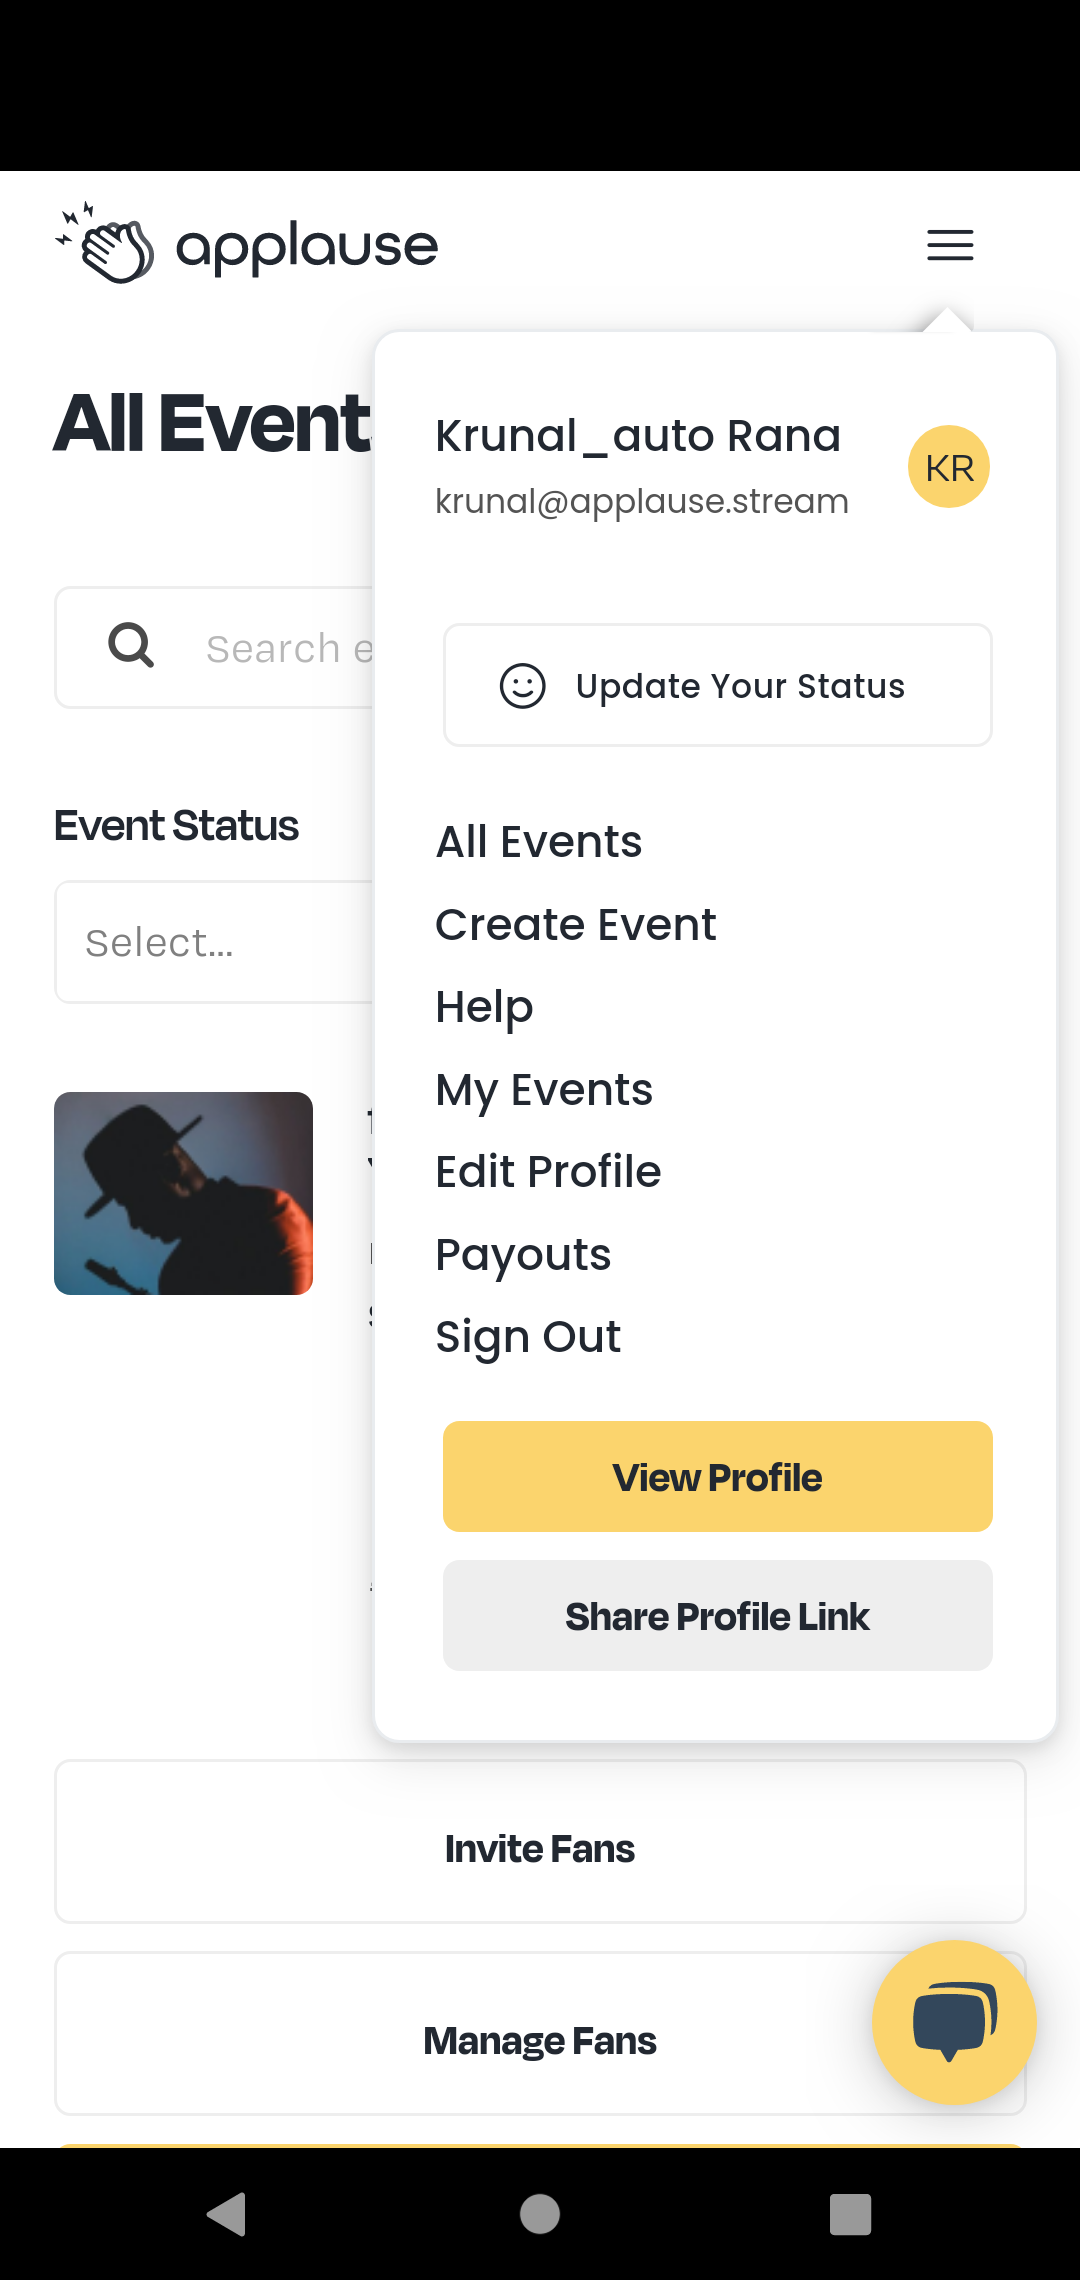 applause
All Event
Krunal_auto Rana
KR
krunal@applause.stream
Search e
Update Your Status
Event Status
Select...
All Events
Create Event
Help
My Events
Edit Profile
Payouts
Sign Out
View Profile
Share Profile Link
Invite Fans
Manage Fans